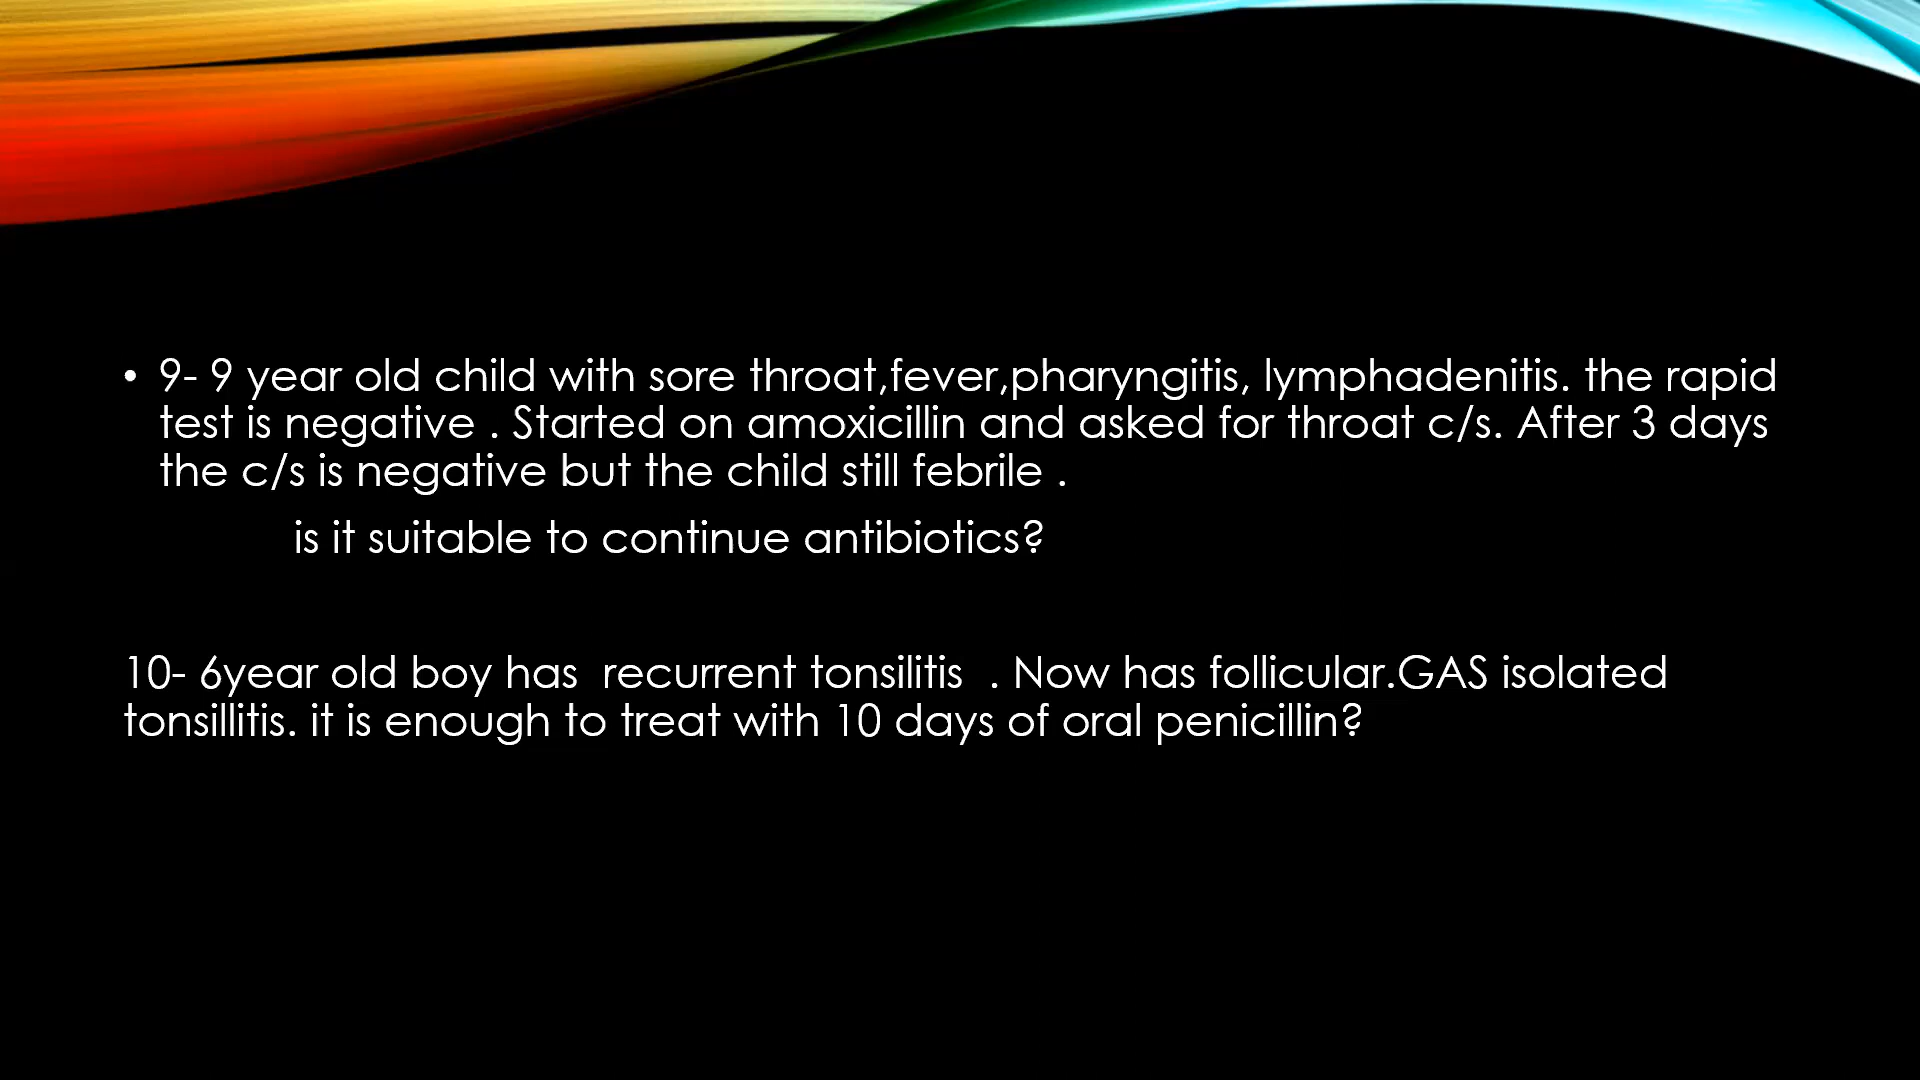 • 9- 9 year old child with sore throat,fever,pharyngitis, lymphadenitis. the rapid
test is negative . Started on amoxicillin and asked for throat c/s. After 3 days
the c/s is negative but the child still febrile .
is it suitable to continue antibiotics?
10- 6year old boy has  recurrent tonsilitis  . Now has follicular.GAS isolated
tonsillitis. it is enough to treat with 10 days of oral penicillin?